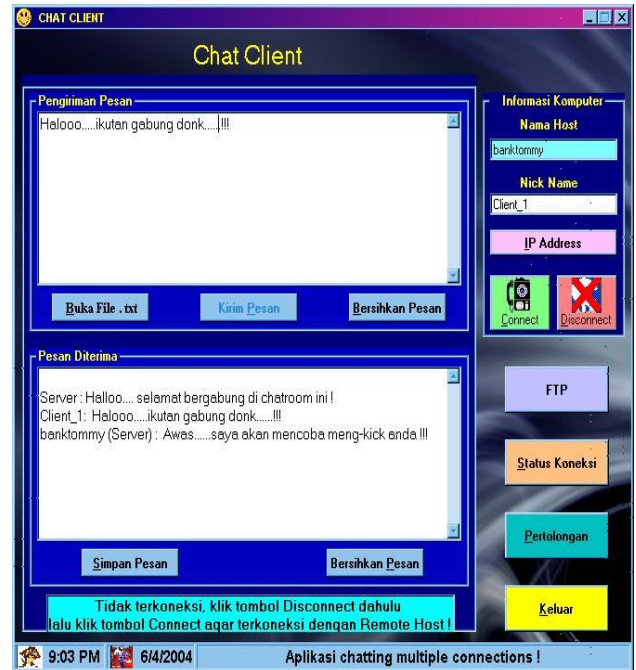 CHAT CLIENT
Chat Client
Pengiriman Pesan
Halooo.....ikutan gabung donk......!!!
Buka File . txt
Kirim Pesan
Bersihkan Pesan
Pesan Diterima
Server : Halloo.... selamat bergabung di chatroom ini !
Client_1: Halooo.....ikutan gabung donk......!!!
banktommy (Server) : Awas......saya akan mencoba meng-kick anda !!!
Simpan Pesan
Bersihkan Pesan
Tidak terkoneksi, klik tombol Disconnect dahulu
lalu klik tombol Connect agar terkoneksi dengan Remote Host !
Informasi Komputer
Nama Host
banktommy
Nick Name
Client_1
IP Address
Connect
Disconnect
FTP
Status Koneksi
Pertolongan
Keluar
9:03 PM
6/4/2004
Aplikasi chatting multiple connections !